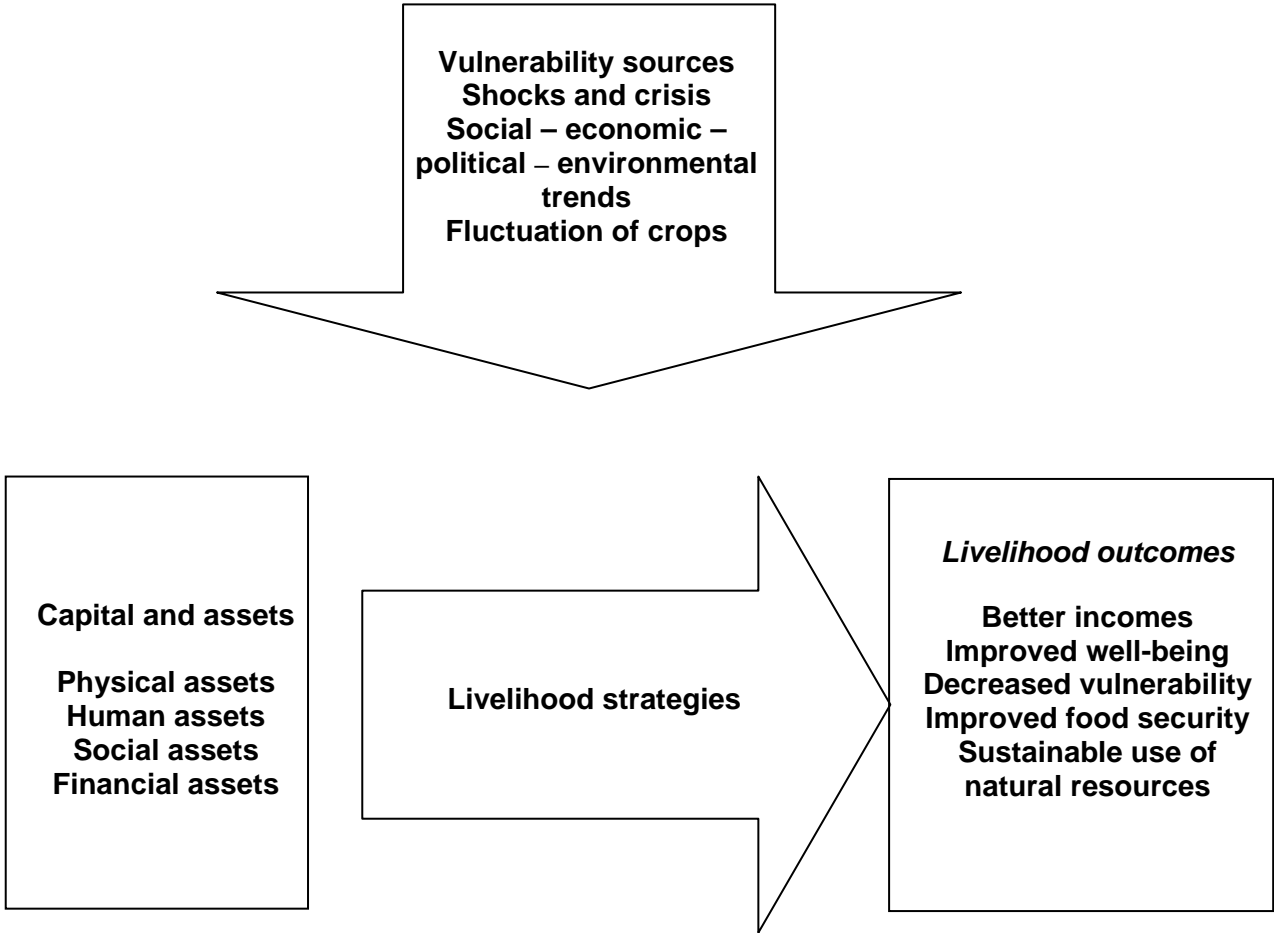 Vulnerability sources
Shocks and crisis
Social – economic –
political – environmental
trends
Fluctuation of crops
Capital and assets
Physical assets
Human assets
Social assets
Financial assets
Livelihood strategies
Livelihood outcomes
Better incomes
Improved well-being
Decreased vulnerability
Improved food security
Sustainable use of
natural resources